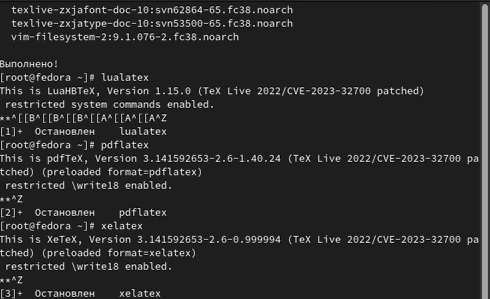 texlive-zxjafont-doc-10:svn62864-65.fc38.noarch
texlive-zxjatype-doc-10:svn53500-65.fc38.noarch
vim-filesystem-2:9.1.076-2.fc38.noarch
Выполнено!
[root@fedora ~]# lualatex
This is LuaHBTeX, Version 1.15.0 (TeX Live 2022/CVE-2023-32700 patched)
restricted system commands enabled.
**^[[B^[[B^[[B^[[A^[[A^[[A^Z
[1]+  Остановлен    lualatex
[root@fedora ~]# pdflatex
This is pdfTeX, Version 3.141592653-2.6-1.40.24 (TeX Live 2022/CVE-2023-32700 pa
tched) (preloaded format=pdflatex)
restricted \write18 enabled.
**^Z
[2]+  Остановлен    pdflatex
[root@fedora ~]# xelatex
This is XeTeX, Version 3.141592653-2.6-0.999994 (TeX Live 2022/CVE-2023-32700 pa
tched) (preloaded format=xelatex)
restricted \write18 enabled.
**^Z
[3]+  Остановлен    xelatex